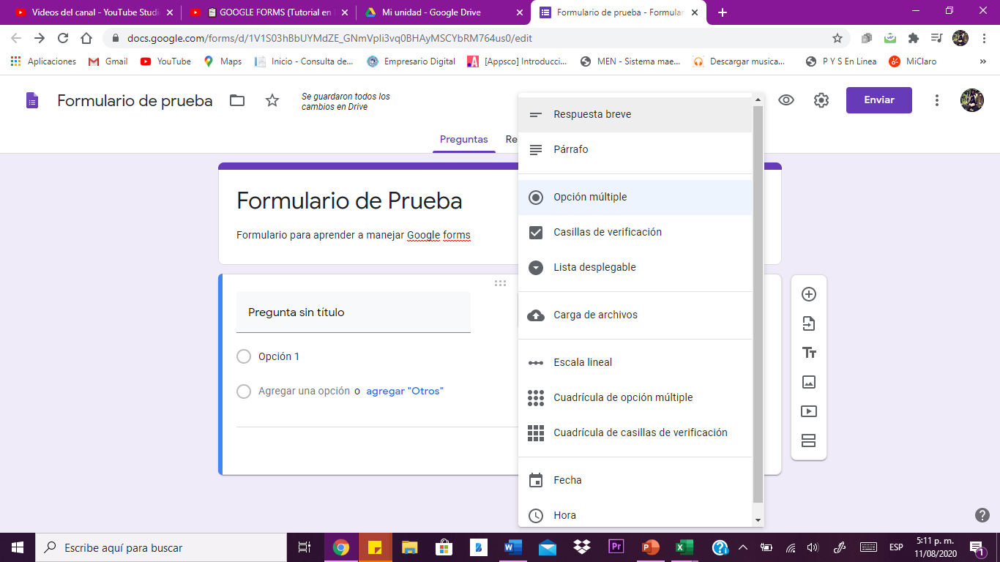 Videos del canal - YouTube Studi
GOOGLE FORMS (Tutorial en
Mi unidad - Google Drive
Formulario de prueba - Formular
docs.google.com/forms/d/1V1S03hBbUYMdZE_GNmVpIi3vq0BHAyMSCYbRM764us0/edit
Aplicaciones
Gmail
YouTube
Maps
Inicio - Consulta de...
Empresario Digital
[Appsco] Introducci...
MEN - Sistema mae...
Descargar musica...
P Y S En Linea
MiClaro
»
Formulario de prueba
Se guardaron todos los
cambios en Drive
Enviar
Preguntas
Re
Formulario de Prueba
Formulario para aprender a manejar Google forms
Pregunta sin título
Opción 1
Agregar una opción o agregar "Otros"
Respuesta breve
Párrafo
Opción múltiple
Casillas de verificación
Lista desplegable
Carga de archivos
Escala lineal
Cuadrícula de opción múltiple
Cuadrícula de casillas de verificación
Fecha
Hora
Tт
Escribe aquí para buscar
W
Pr
P
X
ESP
5:11 p. m.
11/08/2020
1